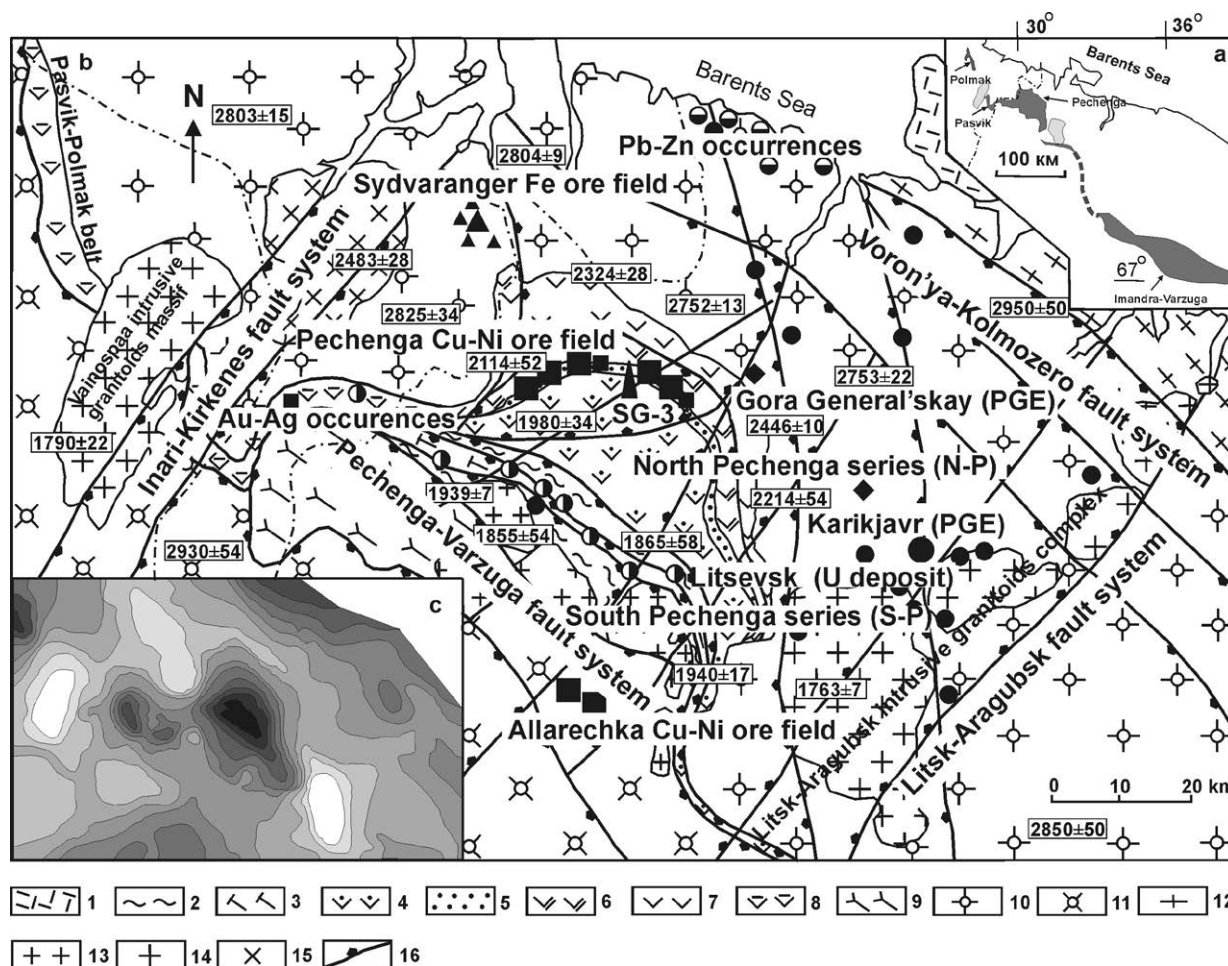 30°
36°
b
a
Barents Sea
Polmak
Pechenga
Pasvik
100 км
67°
Imandra-Varzuga
N
Barents Sea
2803±15
Pasvik-Polmak belt
2804±9
Pb-Zn occurrences
Sydvaranger Fe ore field
Vainospaa intrusive
granitoids massif
Inari-Kirkenes fault system
2483±28
2324±28
2825±34
2752±13
Voron'ya-Kolmozero fault system
2950±50
Pechenga Cu-Ni ore field
2114±52
2753±22
SG-3
Gora General'skay (PGE)
Au-Ag occurences
1980±34
2446±10
1790±22
North Pechenga series (N-P)
Pechenga-Varzuga fault system
1939±7
2214±54
1855±54
Karikjavr (PGE)
1865±58
2930±54
Litsevsk (U deposit)
South Pechenga series (S-P)
c
1940±17
1763±7
Litsk-Aragubsk intrusive granitoids complex
Litsk-Aragubsk fault system
Allarechka Cu-Ni ore field
0 10 20 км
2850±50
1 2 3 4 5 6 7 8 9 10 11 12
13 14 15 16